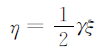 η = 1/2 γξ